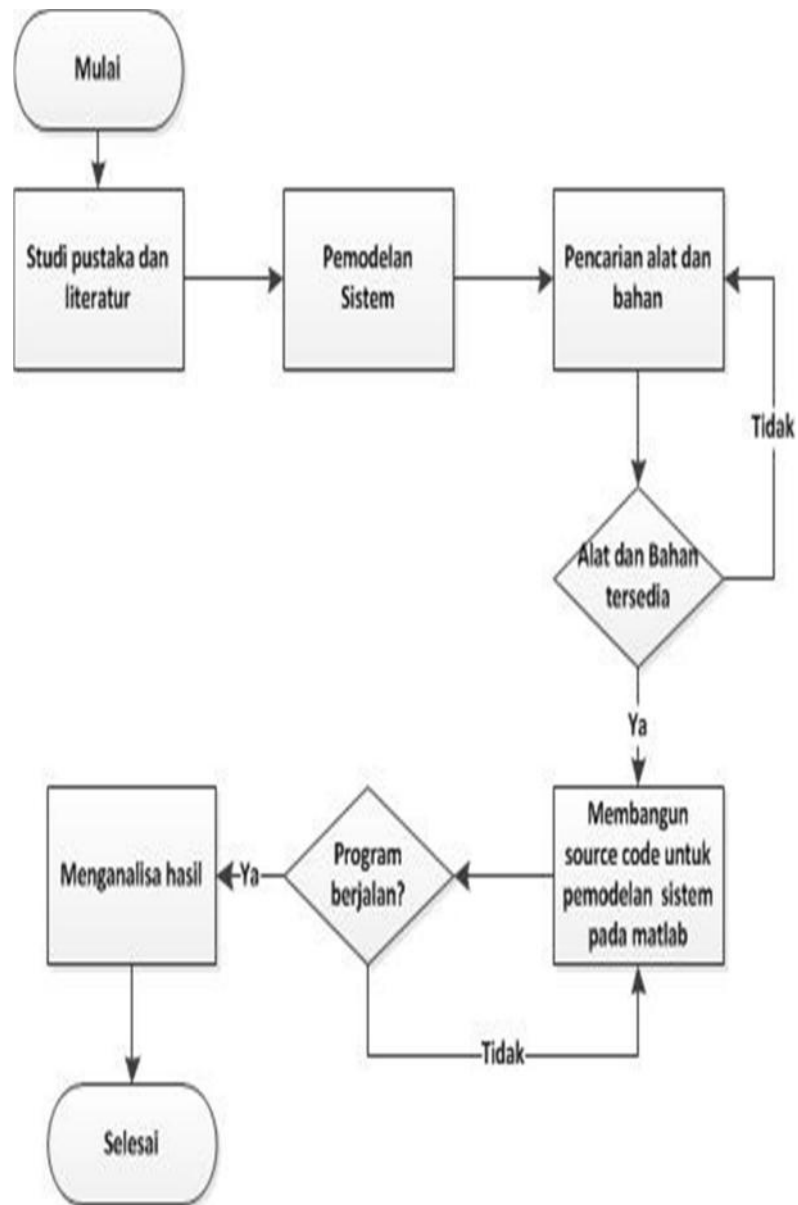 Mulai
Studi pustaka dan
literatur
Pemodelan
Sistem
Pencarian alat dan
bahan
Tidak
Alat dan Bahan
tersedia
Ya
Membangun
source code untuk
pemodelan sistem
pada matlab
Program
berjalan?
Ya
Menganalisa hasil
Tidak
Selesai